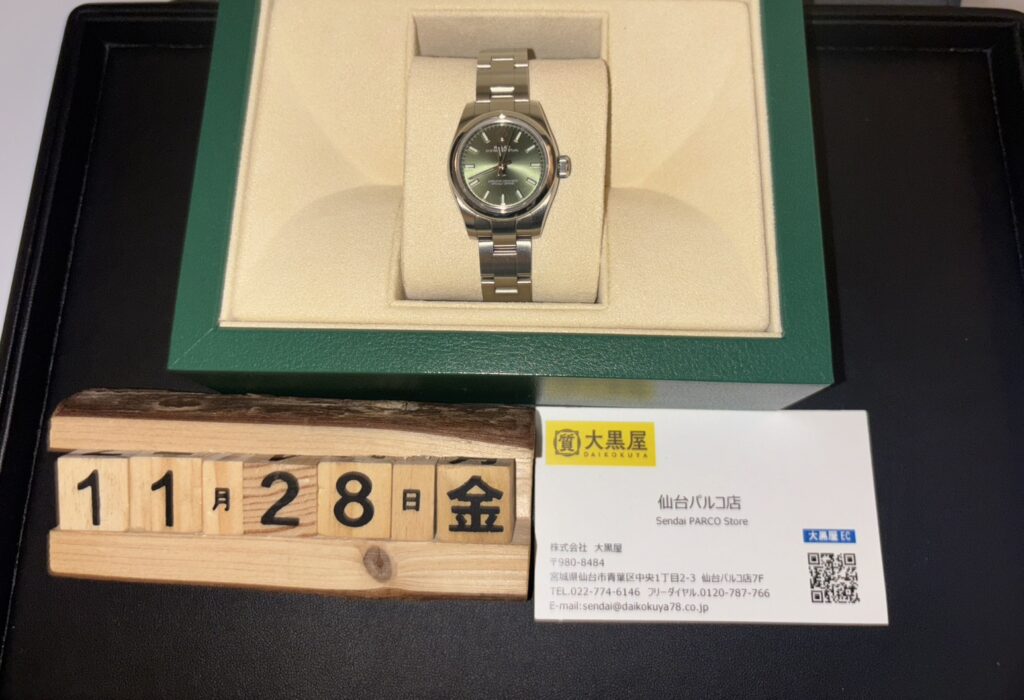 11月28日金
質 大黒屋
DAIKOKUYA
仙台パルコ店
Sendai PARCO Store
大黒屋 EC
株式会社 大黒屋
〒980-8484
宮城県仙台市青葉区中央1丁目2-3 仙台パルコ店7F
TEL.022-774-6146 フリーダイヤル.0120-787-766
E-mail:sendai@daikokuya78.co.jp